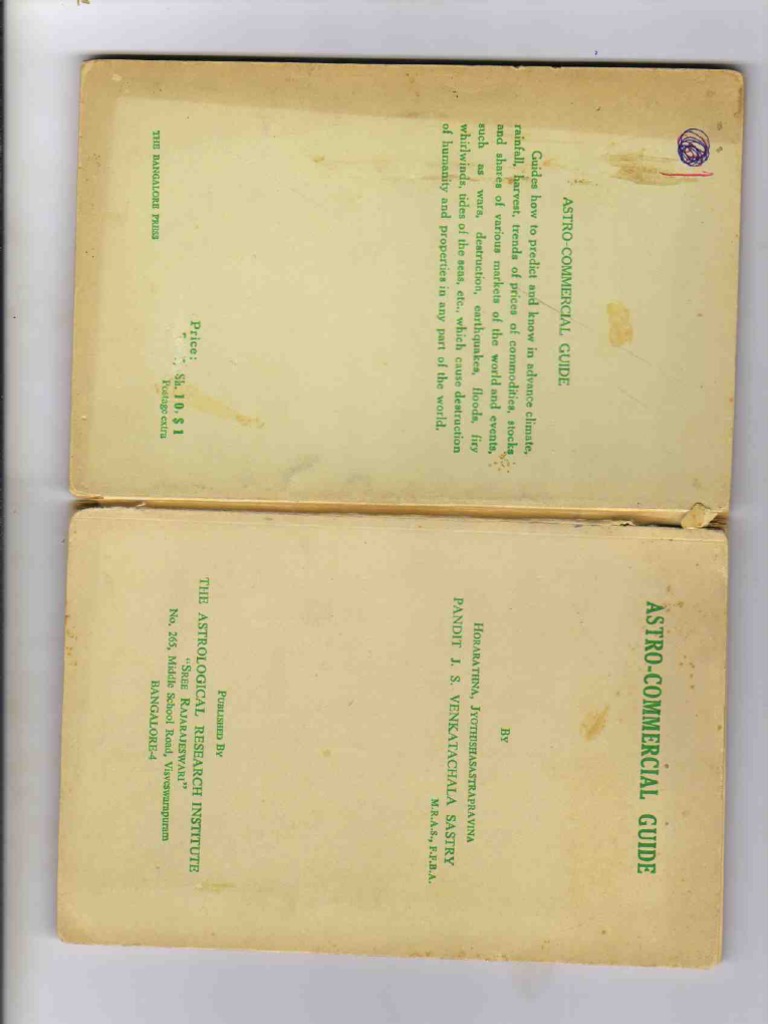 ASTRO-COMMERCIAL GUIDE
Guides how to predict and know in advance climate,
rainfall, harvest, trends of prices of commodities, stocks
and shares of various markets of the world and events,
such as wars, destruction, earthquakes, floods, firy
whirlwinds, tides of the seas, etc., which cause destruction
of humanity and properties in any part of the world.
Price:
Sh. 10. $ 1
Postage extra
THE BANGALORE PRESS
ASTRO-COMMERCIAL GUIDE
BY
HORARATHNA, JYOTHISHASASTRAPRAVINA
PANDIT J. S. VENKATACHALA SASTRY
M.R.A.S., F.F.B.A.
PUBLISHED BY
THE ASTROLOGICAL RESEARCH INSTITUTE
"SREE RAJARAJESWARI"
No. 265, Middle School Road, Visveswarapuram
BANGALORE-4